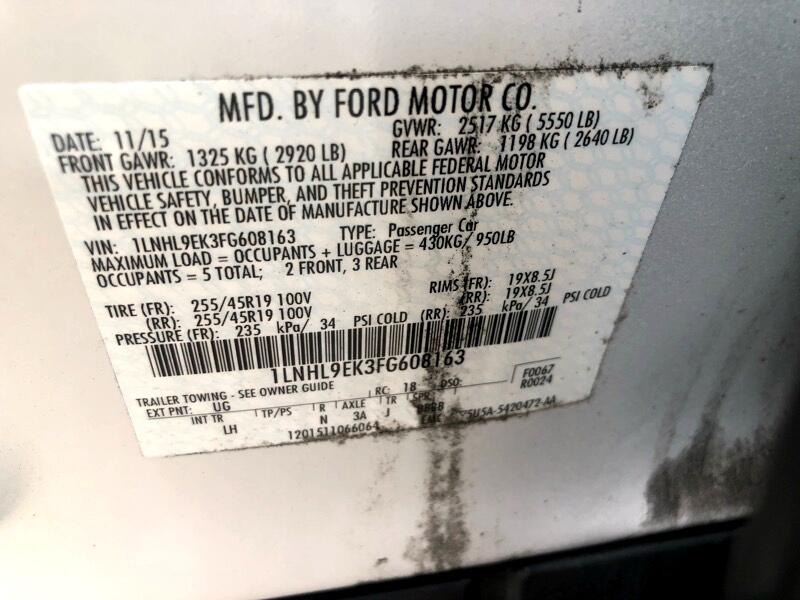 MFD. BY FORD MOTOR CO.
DATE: 11/15 GVWR: 2517 KG ( 5550 LB)
FRONT GAWR: 1325 KG ( 2920 LB) REAR GAWR: 1198 KG ( 2640 LB)
THIS VEHICLE CONFORMS TO ALL APPLICABLE FEDERAL MOTOR
VEHICLE SAFETY, BUMPER, AND THEFT PREVENTION STANDARDS
IN EFFECT ON THE DATE OF MANUFACTURE SHOWN ABOVE.
VIN: 1LNHL9EK3FG608163 TYPE: Passenger Car
MAXIMUM LOAD = OCCUPANTS + LUGGAGE = 430KG/ 950LB
OCCUPANTS = 5 TOTAL; 2 FRONT, 3 REAR
RIMS (FR): 19X8.5J
TIRE (FR): 255/45R19 100V (RR): 19X8.5J
(RR): 255/45R19 100V
PRESSURE (FR): 235 kPa/ 34 PSI COLD (RR): 235 kPa/ 34 PSI COLD
1LNHL9EK3FG608163
F0067
R0024
TRAILER TOWING - SEE OWNER GUIDE RC: 18 DSO:
EXT PNT: UG
INT TR TP/PS R AXLE TR SPR
LH N 3A J BBBB
1201511066064 5U5A-5420472-AA